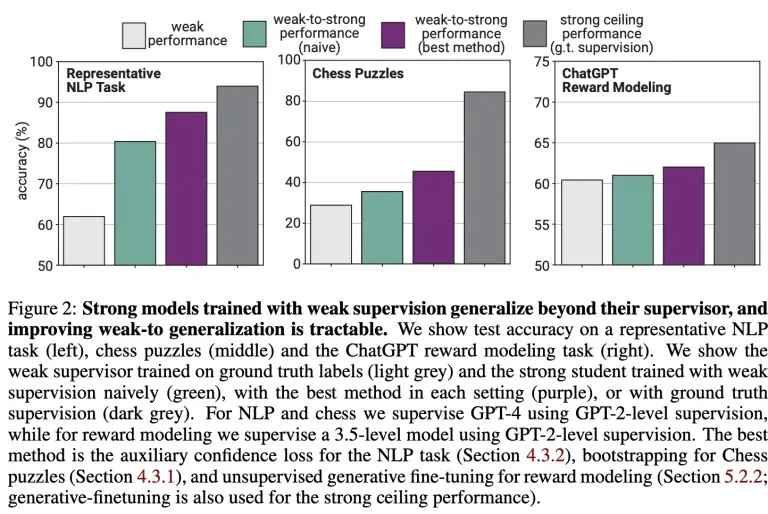 weak
performance
weak-to-strong
performance
(naive)
weak-to-strong
performance
(best method)
strong ceiling
performance
(g.t. supervision)
accuracy (%)
100
90
80
70
60
50
Representative
NLP Task
100
80
60
40
20
0
Chess Puzzles
75
70
65
60
55
50
ChatGPT
Reward Modeling
Figure 2: Strong models trained with weak supervision generalize beyond their supervisor, and
improving weak-to generalization is tractable. We show test accuracy on a representative NLP
task (left), chess puzzles (middle) and the ChatGPT reward modeling task (right). We show the
weak supervisor trained on ground truth labels (light grey) and the strong student trained with weak
supervision naively (green), with the best method in each setting (purple), or with ground truth
supervision (dark grey). For NLP and chess we supervise GPT-4 using GPT-2-level supervision,
while for reward modeling we supervise a 3.5-level model using GPT-2-level supervision. The best
method is the auxiliary confidence loss for the NLP task (Section 4.3.2), bootstrapping for Chess
puzzles (Section 4.3.1), and unsupervised generative fine-tuning for reward modeling (Section 5.2.2;
generative-finetuning is also used for the strong ceiling performance).